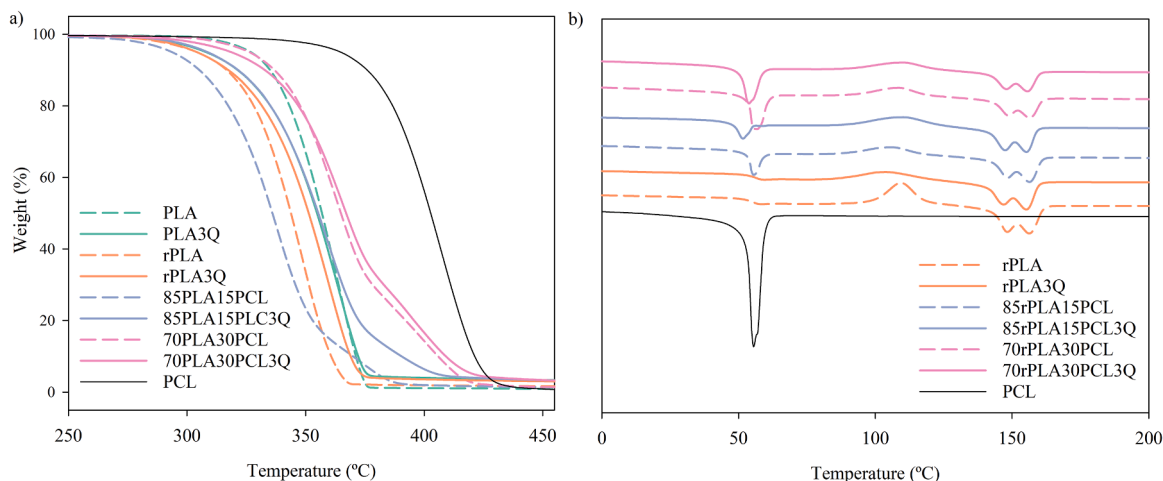 a)
100
80
60
40
20
0
Weight (%)
PLA
PLA3Q
rPLA
rPLA3Q
85PLA15PCL
85PLA15PLC3Q
70PLA30PCL
70PLA30PCL3Q
PCL
250
300
350
400
450
Temperature (ºC)
b)
rPLA
rPLA3Q
85rPLA15PCL
85rPLA15PCL3Q
70rPLA30PCL
70rPLA30PCL3Q
PCL
0
50
100
150
200
Temperature (ºC)